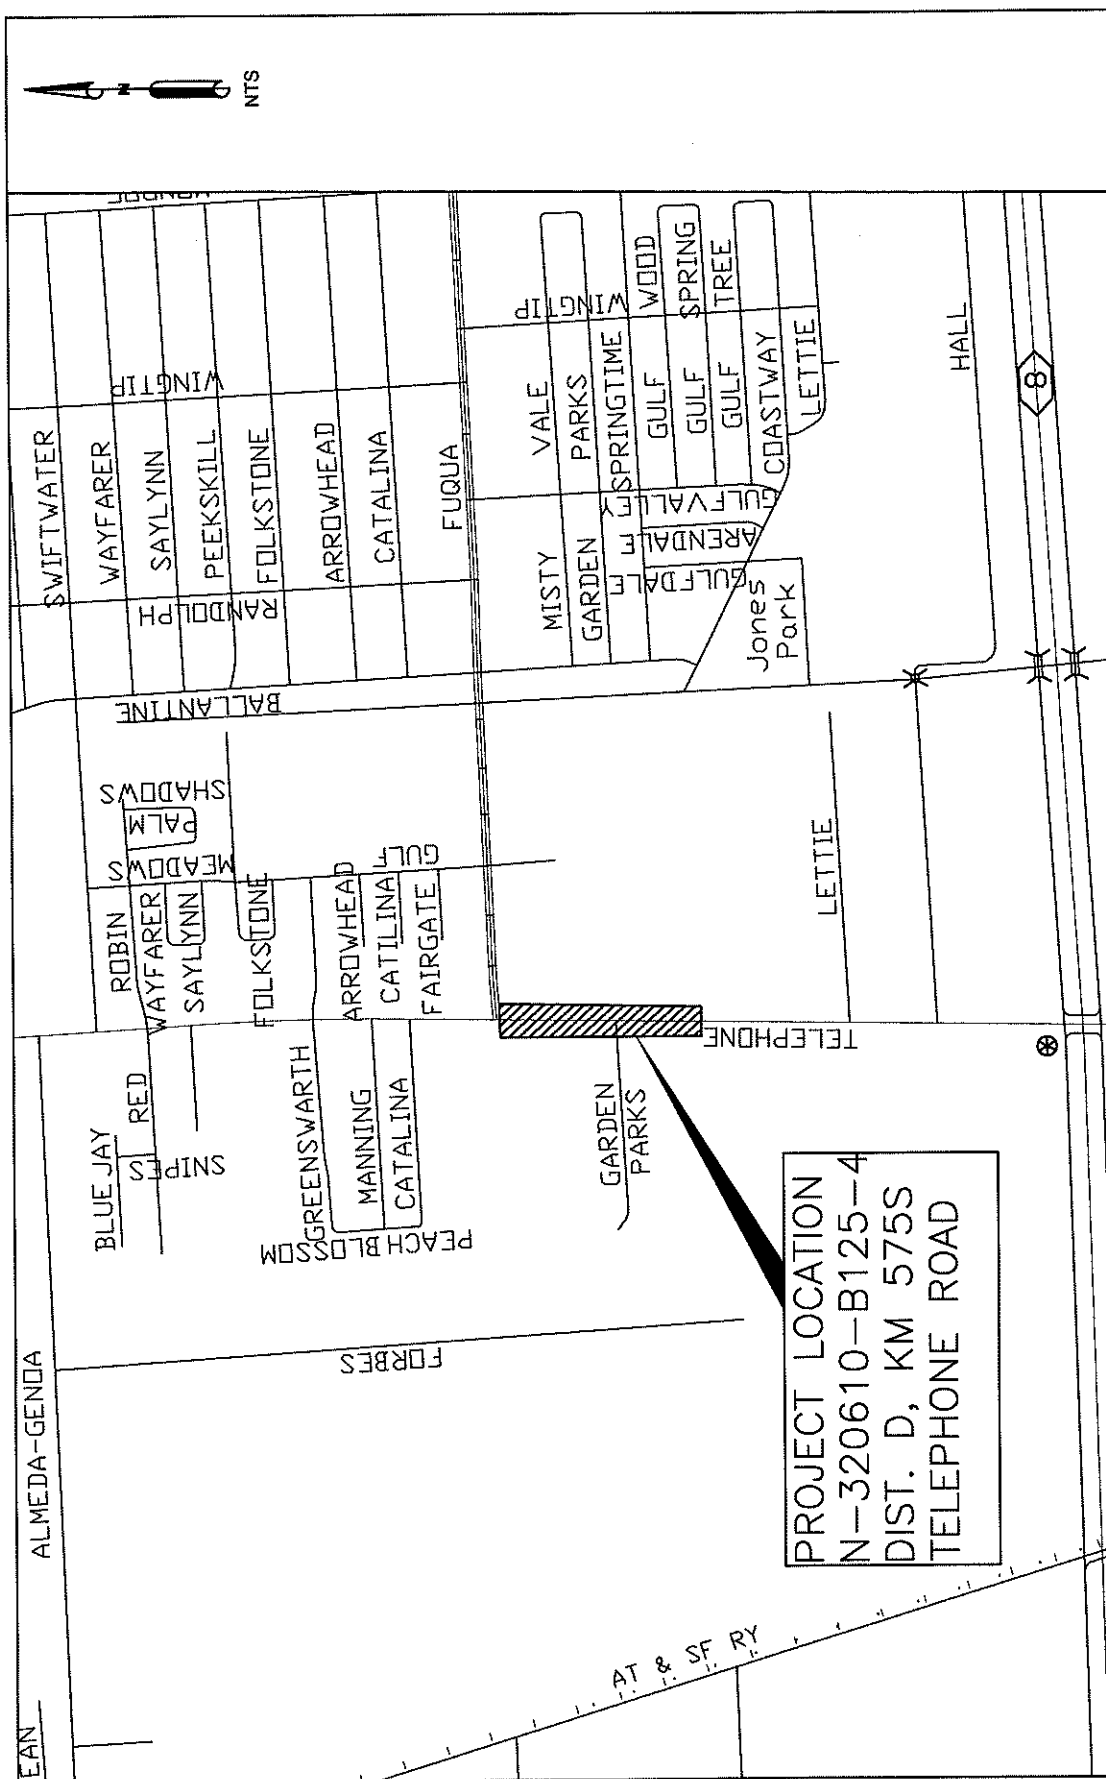 NTS
N
EAN
ALMEDA-GENOA
FORBES
BLUE JAY
RED
SNIPES
GREENSWARTH
MANNING
CATALINA
PEACH BLOSSOM
GARDEN
PARKS
ROBIN
WAYFARER
SAYLYNN
FOLKSTONE
ARROWHEAD
CATILINA
FAIRGATE
MEADOWS
GULF
PALM
SHADOWS
BALLANTINE
SWIFTWATER
WAYFARER
SAYLYNN
PEEKSKILL
FOLKSTONE
ARROWHEAD
CATALINA
FUQUA
RANDOLPH
WINGTIP
MONROE
TELEPHONE
LETTIE
MISTY
VALE
GARDEN
PARKS
SPRINGTIME
WINGTIP
GULF
WOOD
GULF
SPRING
GULF
TREE
COASTWAY
LETTIE
GULFVALLEY
ARENDALE
GULFDALE
Jones
Park
HALL
8
AT & SF RY
PROJECT LOCATION
N-320610-B125-4
DIST. D, KM 575S
TELEPHONE ROAD